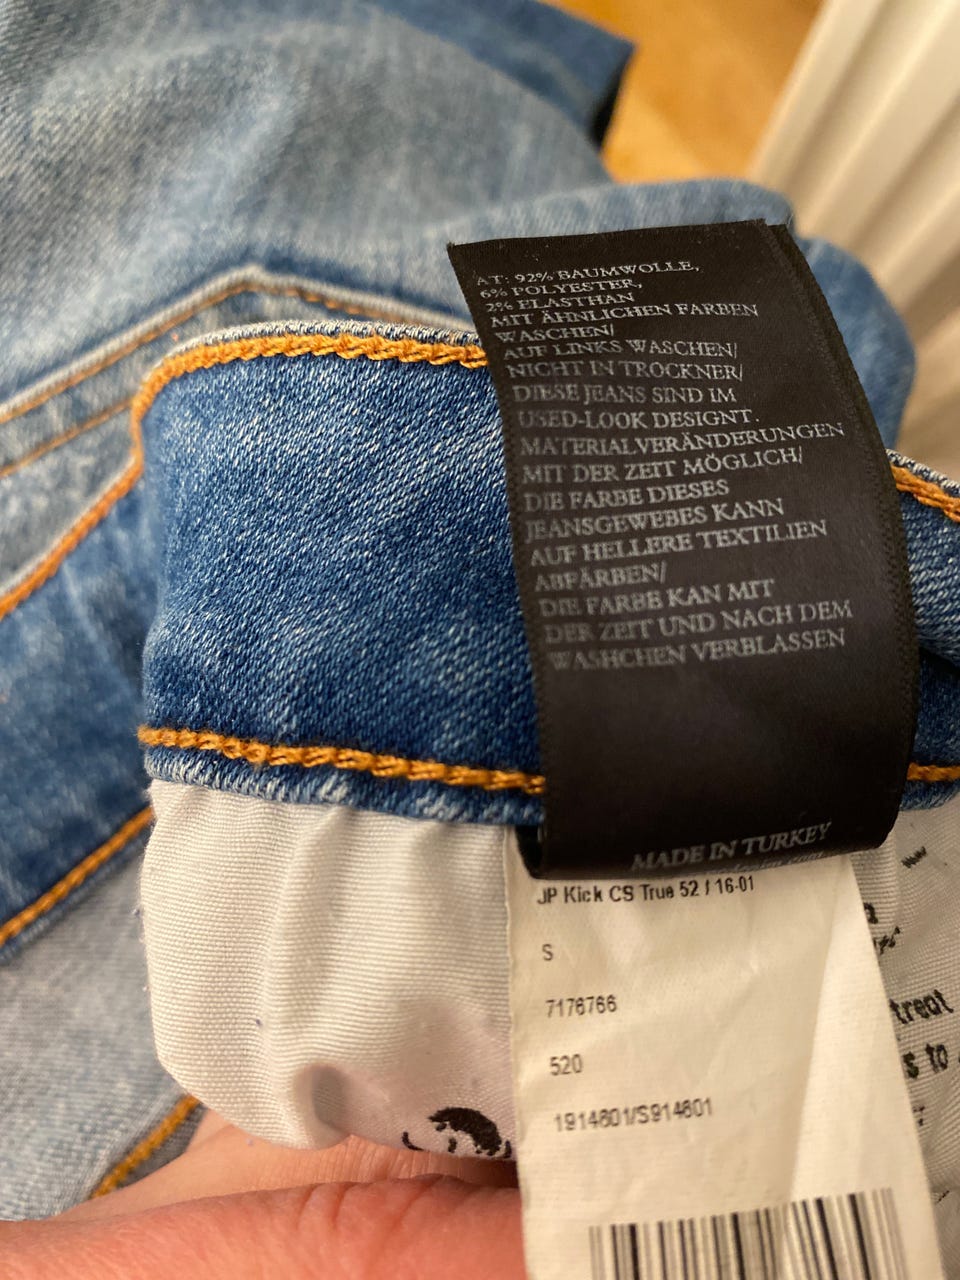 AT: 92% BAUMWOLLE,
6% POLYESTER,
2% ELASTHAN
MIT ÄHNLICHEN FARBEN
WASCHEN/
AUF LINKS WASCHEN/
NICHT IN TROCKNER/
DIESE JEANS SIND IM
USED-LOOK DESIGNT.
MATERIALVERÄNDERUNGEN
MIT DER ZEIT MÖGLICH/
DIE FARBE DIESES
JEANSGEWEBES KANN
AUF HELLERE TEXTILIEN
ABFÄRBEN/
DIE FARBE KAN MIT
DER ZEIT UND NACH DEM
WASHCHEN VERBLASSEN
MADE IN TURKEY
JP Kick CS True 52 / 16-01
S
7176766
520
1914601/S914601
treat
s to